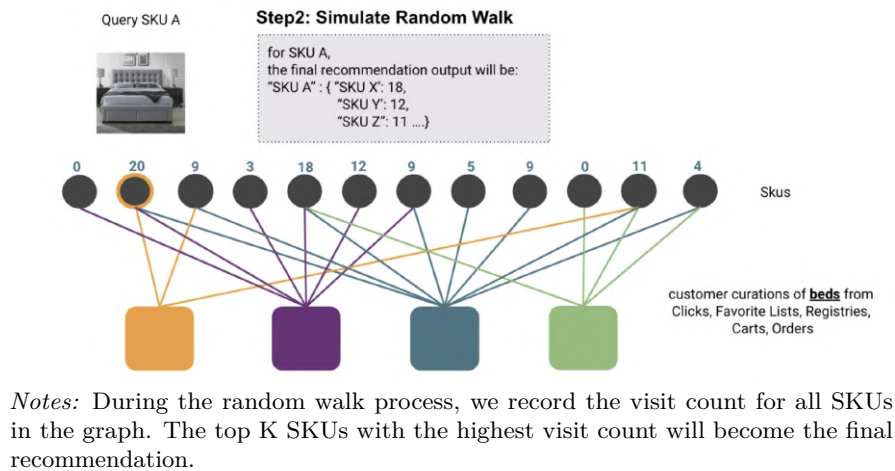 Query SKU A
Step2: Simulate Random Walk
for SKU A,
the final recommendation output will be:
“SKU A” : { “SKU X’: 18,
“SKU Y’: 12,
“SKU Z”: 11 ....}
0 20 9 3 18 12 9 5 9 0 11 4
Skus
customer curations of beds from
Clicks, Favorite Lists, Registries,
Carts, Orders
Notes: During the random walk process, we record the visit count for all SKUs
in the graph. The top K SKUs with the highest visit count will become the final
recommendation.